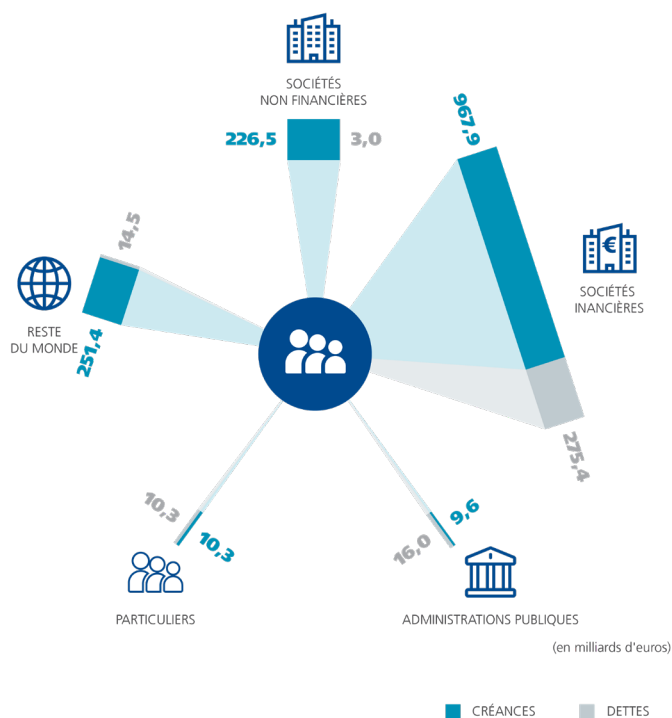 SOCIÉTÉS
NON FINANCIÈRES
226,5
3,0
967,9
€
SOCIÉTÉS
INANCIÈRES
275,4
14,5
RESTE
DU MONDE
251,4
10,3
10,3
PARTICULIERS
9,6
16,0
ADMINISTRATIONS PUBLIQUES
(en milliards d'euros)
CRÉANCES
DETTES